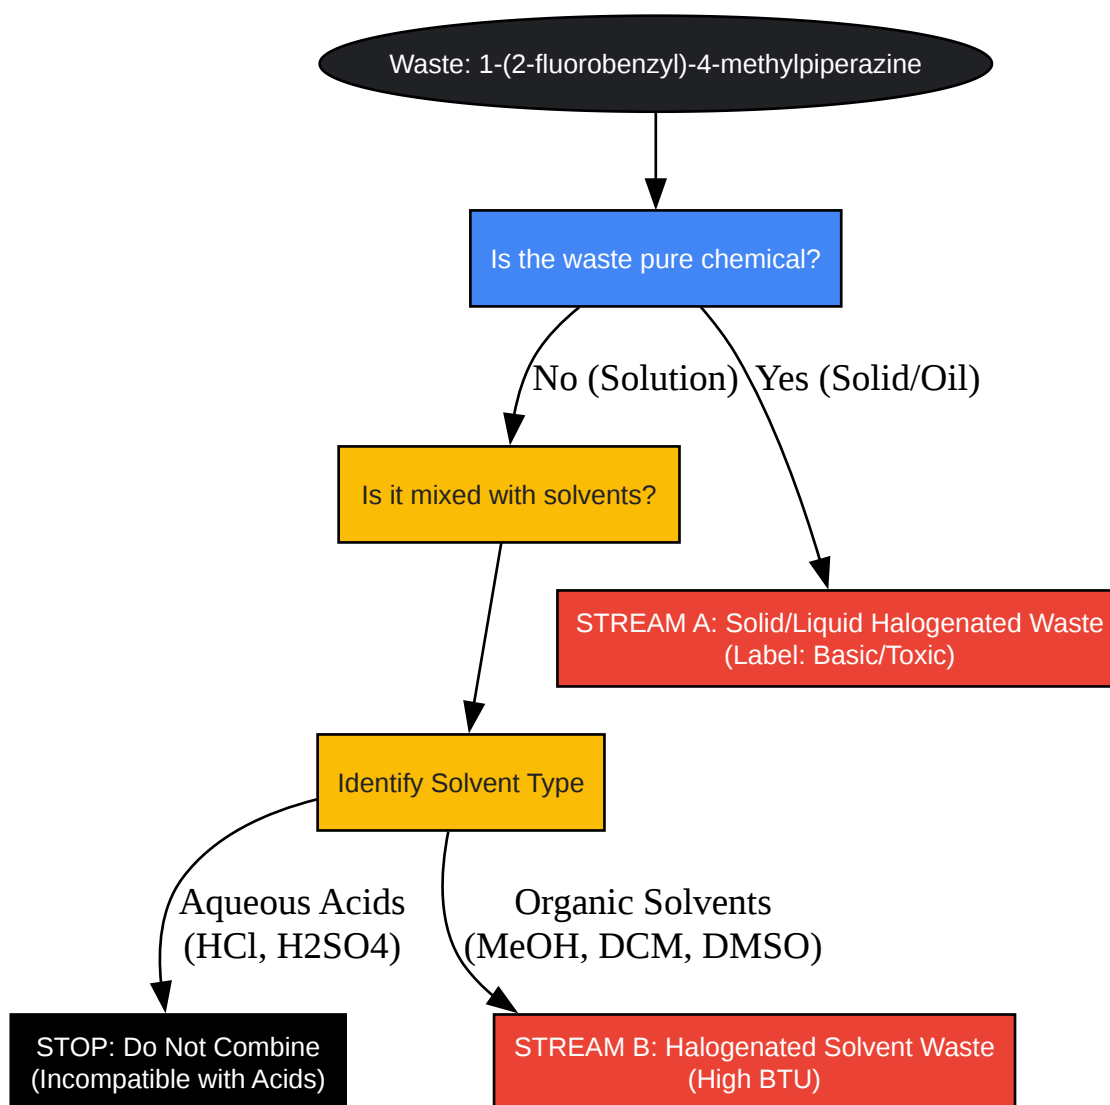 Waste: 1-(2-fluorobenzyl)-4-methylpiperazine
Is the waste pure chemical?
No (Solution)
Yes (Solid/Oil)
Is it mixed with solvents?
STREAM A: Solid/Liquid Halogenated Waste
(Label: Basic/Toxic)
Identify Solvent Type
Aqueous Acids
(HCl, H2SO4)
Organic Solvents
(MeOH, DCM, DMSO)
STOP: Do Not Combine
(Incompatible with Acids)
STREAM B: Halogenated Solvent Waste
(High BTU)